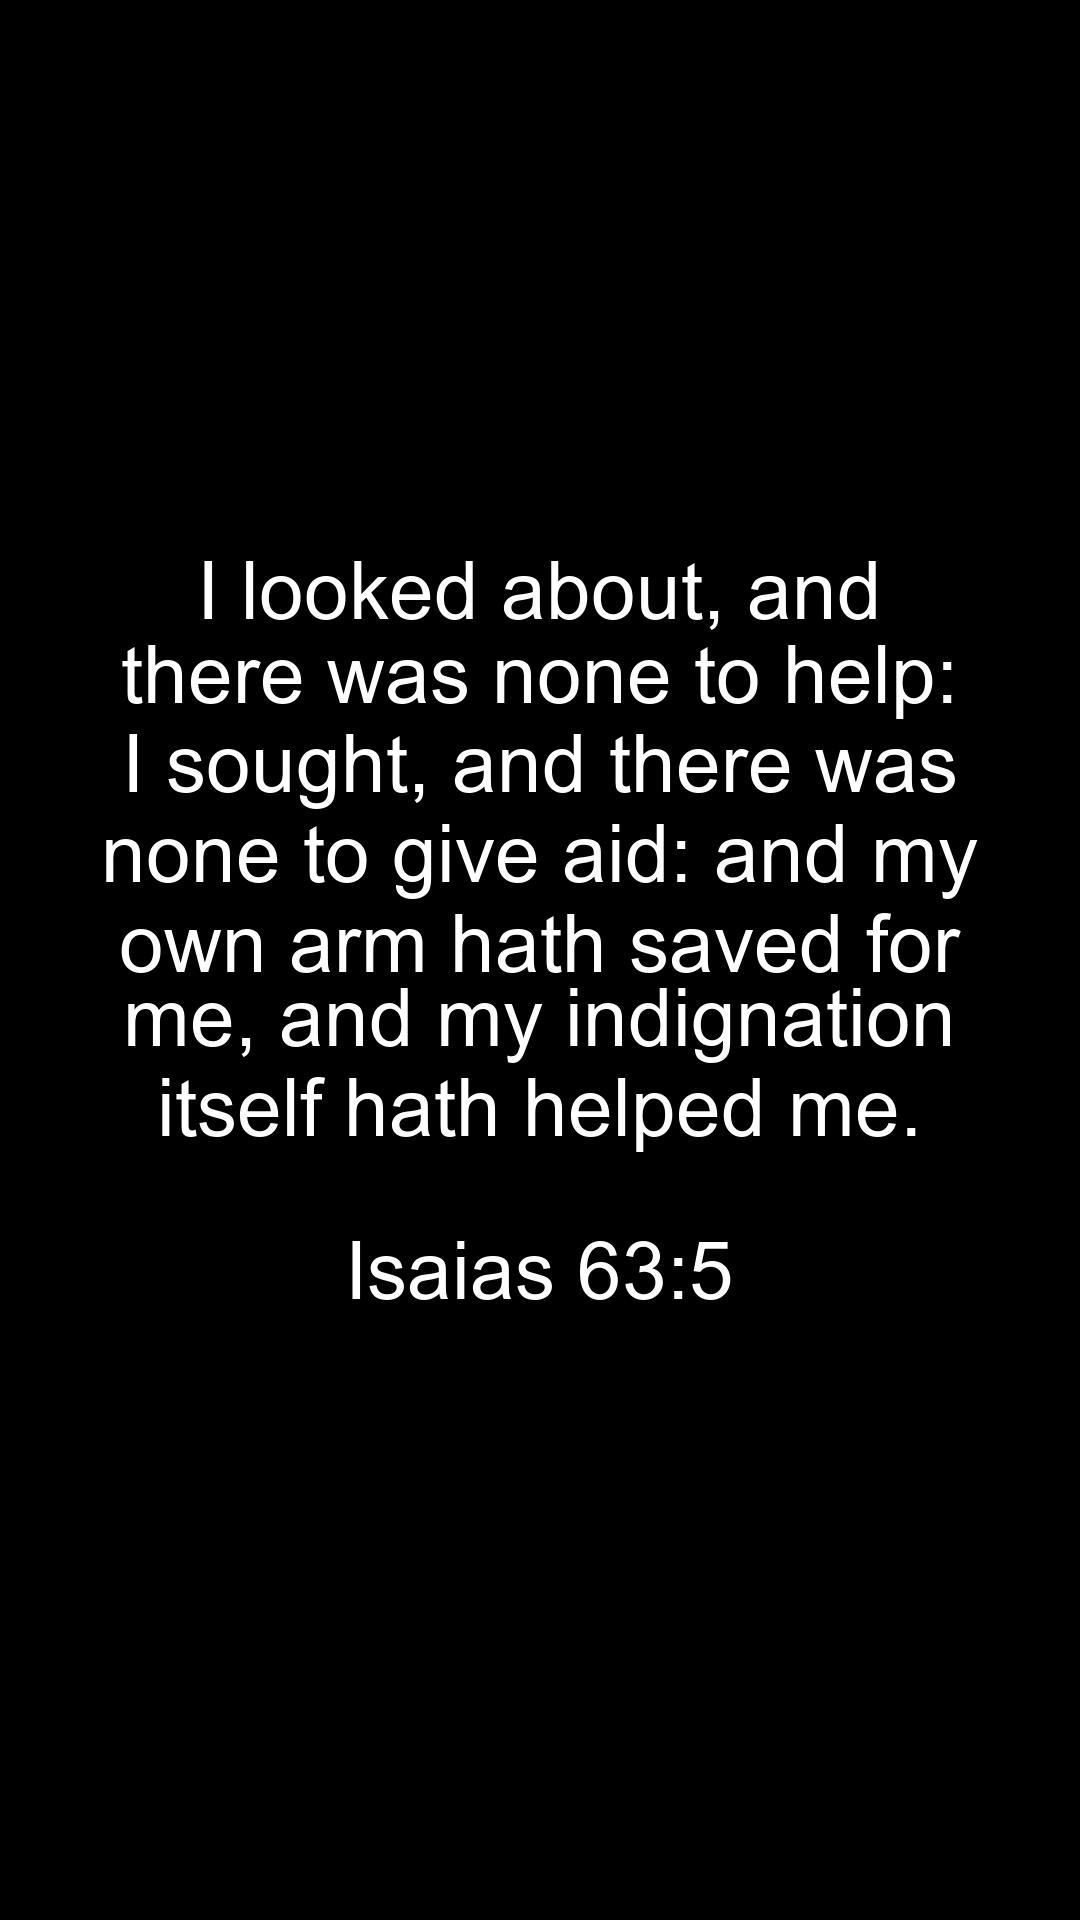 I looked about, and
there was none to help:
I sought, and there was
none to give aid: and my
own arm hath saved for
me, and my indignation
itself hath helped me.
Isaias 63:5